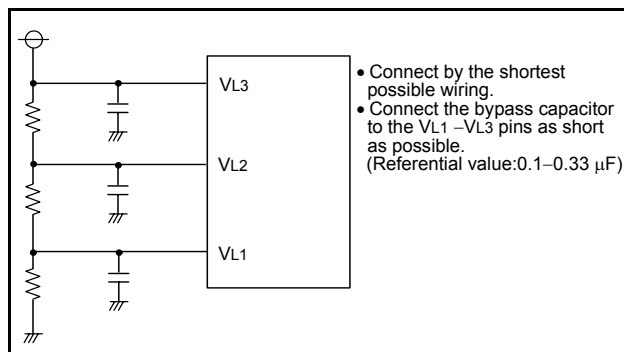 VL3
• Connect by the shortest
possible wiring.
• Connect the bypass capacitor
to the VL1 –VL3 pins as short
as possible.
(Referential value:0.1–0.33 μF)
VL2
VL1